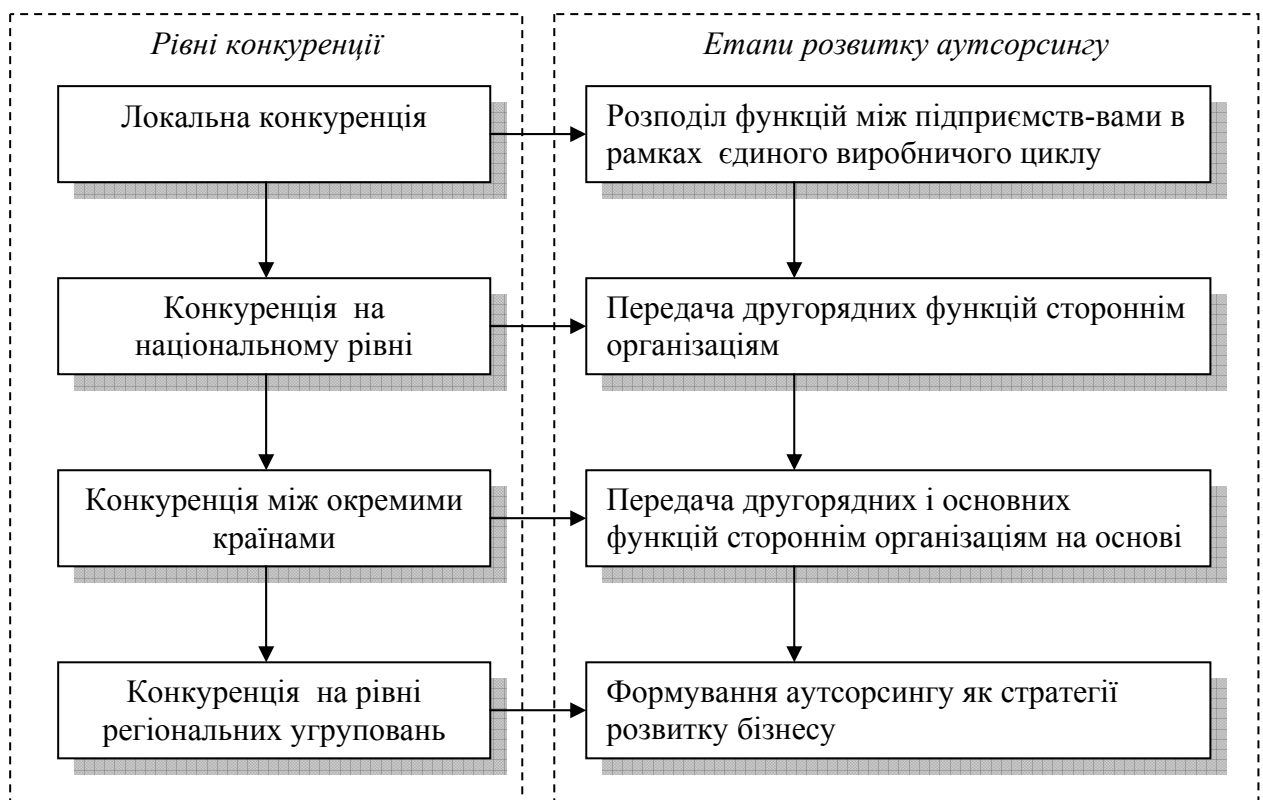 Рівні конкуренції
Етапи розвитку аутсорсингу
Локальна конкуренція
Розподіл функцій між підприємств-вами в
рамках єдиного виробничого циклу
Конкуренція на
національному рівні
Передача другорядних функцій стороннім
організаціям
Конкуренція між окремими
країнами
Передача другорядних і основних
функцій стороннім організаціям на основі
Конкуренція на рівні
регіональних угруповань
Формування аутсорсингу як стратегії
розвитку бізнесу